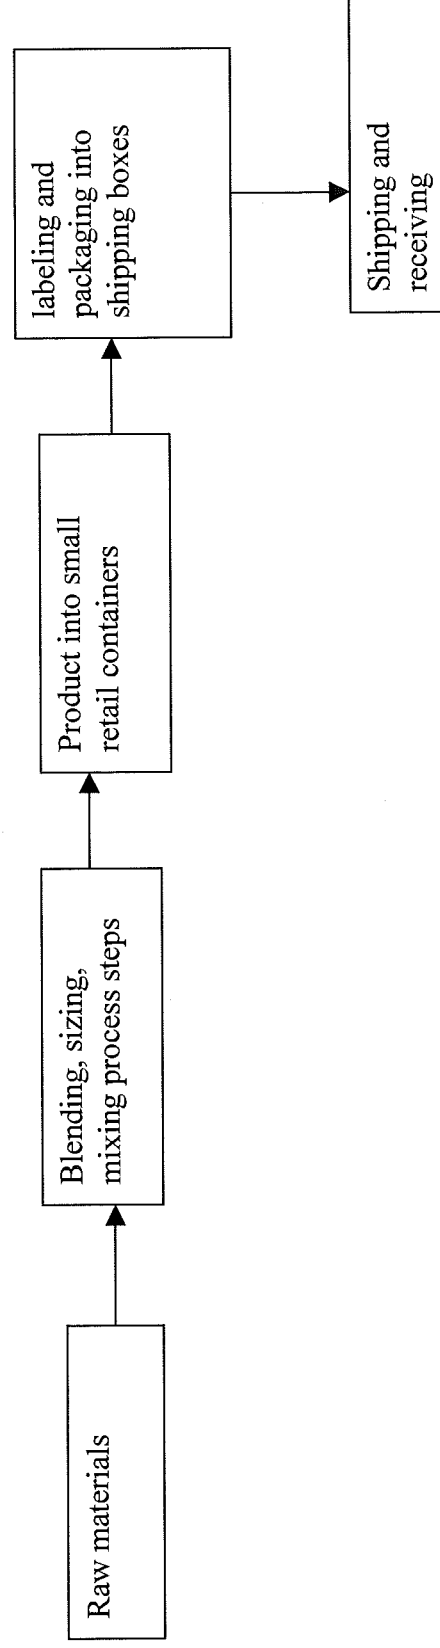 Raw materials
Blending, sizing,
mixing process steps
Product into small
retail containers
labeling and
packaging into
shipping boxes
Shipping and
receiving